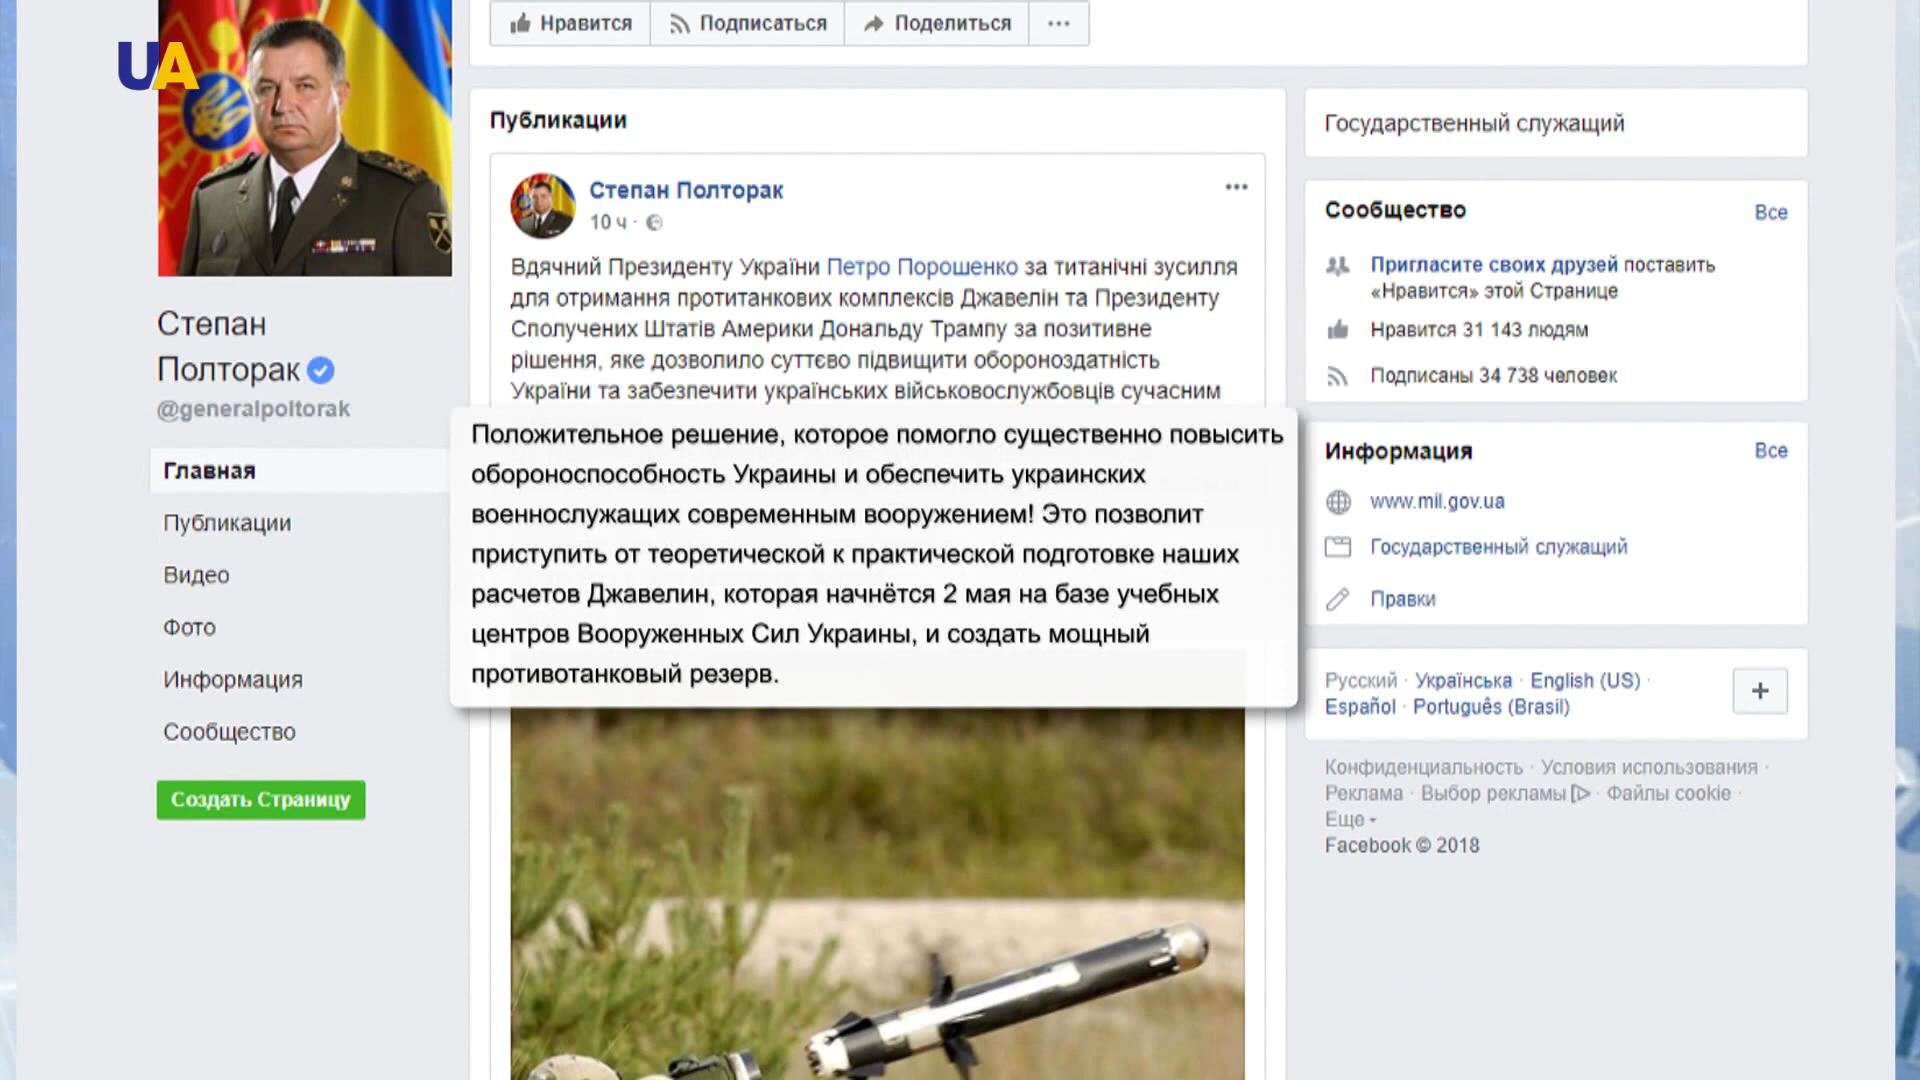 UA
Нравится
Подписаться
Поделиться
Степан
Полторак
@generalpoltorak
Главная
Публикации
Видео
Фото
Информация
Сообщество
Создать Страницу
Публикации
Степан Полторак
10 ч ·
Вдячний Президенту України Петро Порошенко за титанічні зусилля
для отримання протитанкових комплексів Джавелін та Президенту
Сполучених Штатів Америки Дональду Трампу за позитивне
рішення, яке дозволило суттєво підвищити обороноздатність
України та забезпечити українських військовослужбовців сучасним
Положительное решение, которое помогло существенно повысить
обороноспособность Украины и обеспечить украинских
военнослужащих современным вооружением! Это позволит
приступить от теоретической к практической подготовке наших
расчетов Джавелин, которая начнётся 2 мая на базе учебных
центров Вооруженных Сил Украины, и создать мощный
противотанковый резерв.
Государственный служащий
Сообщество
Все
Пригласите своих друзей поставить
«Нравится» этой Странице
Нравится 31 143 людям
Подписаны 34 738 человек
Информация
Все
www.mil.gov.ua
Государственный служащий
Правки
Русский · Українська · English (US) ·
Español · Português (Brasil)
+
Конфиденциальность · Условия использования ·
Реклама · Выбор рекламы · Файлы cookie ·
Еще
Facebook © 2018